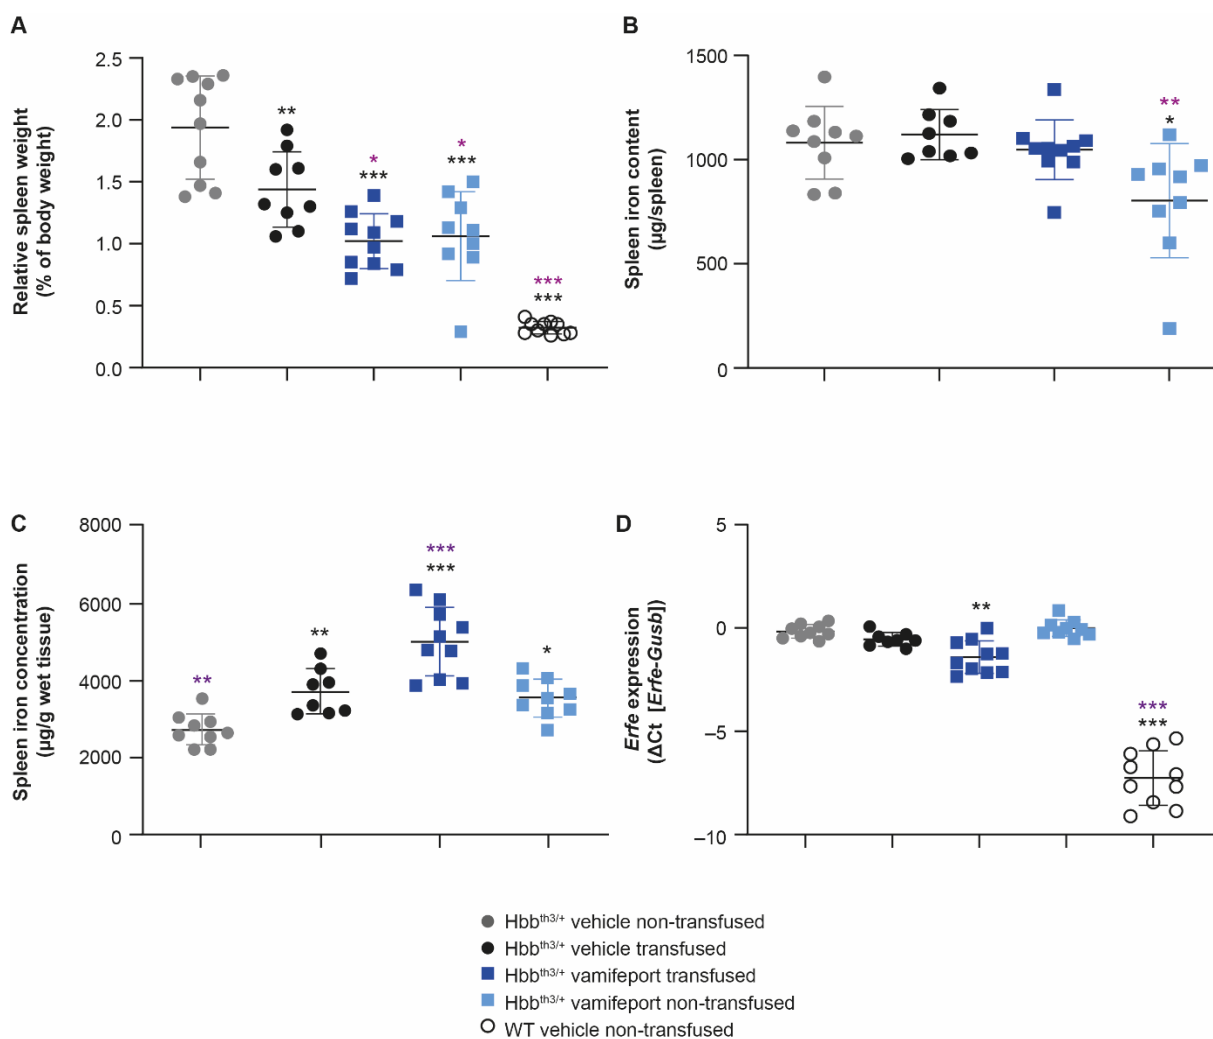 A
Relative spleen weight
(% of body weight)
2.5
2.0
1.5
1.0
0.5
0.0
**
*
***
*
***
***
***
B
Spleen iron content
(µg/spleen)
1500
1000
500
0
**
*
C
Spleen iron concentration
(µg/g wet tissue)
8000
6000
4000
2000
0
**
**
***
***
*
D
Erfe expression
(ΔCt [Erfe-Gusb])
5
0
–5
–10
**
***
***
Hbbth3/+ vehicle non-transfused
Hbbth3/+ vehicle transfused
Hbbth3/+ vamifeport transfused
Hbbth3/+ vamifeport non-transfused
WT vehicle non-transfused